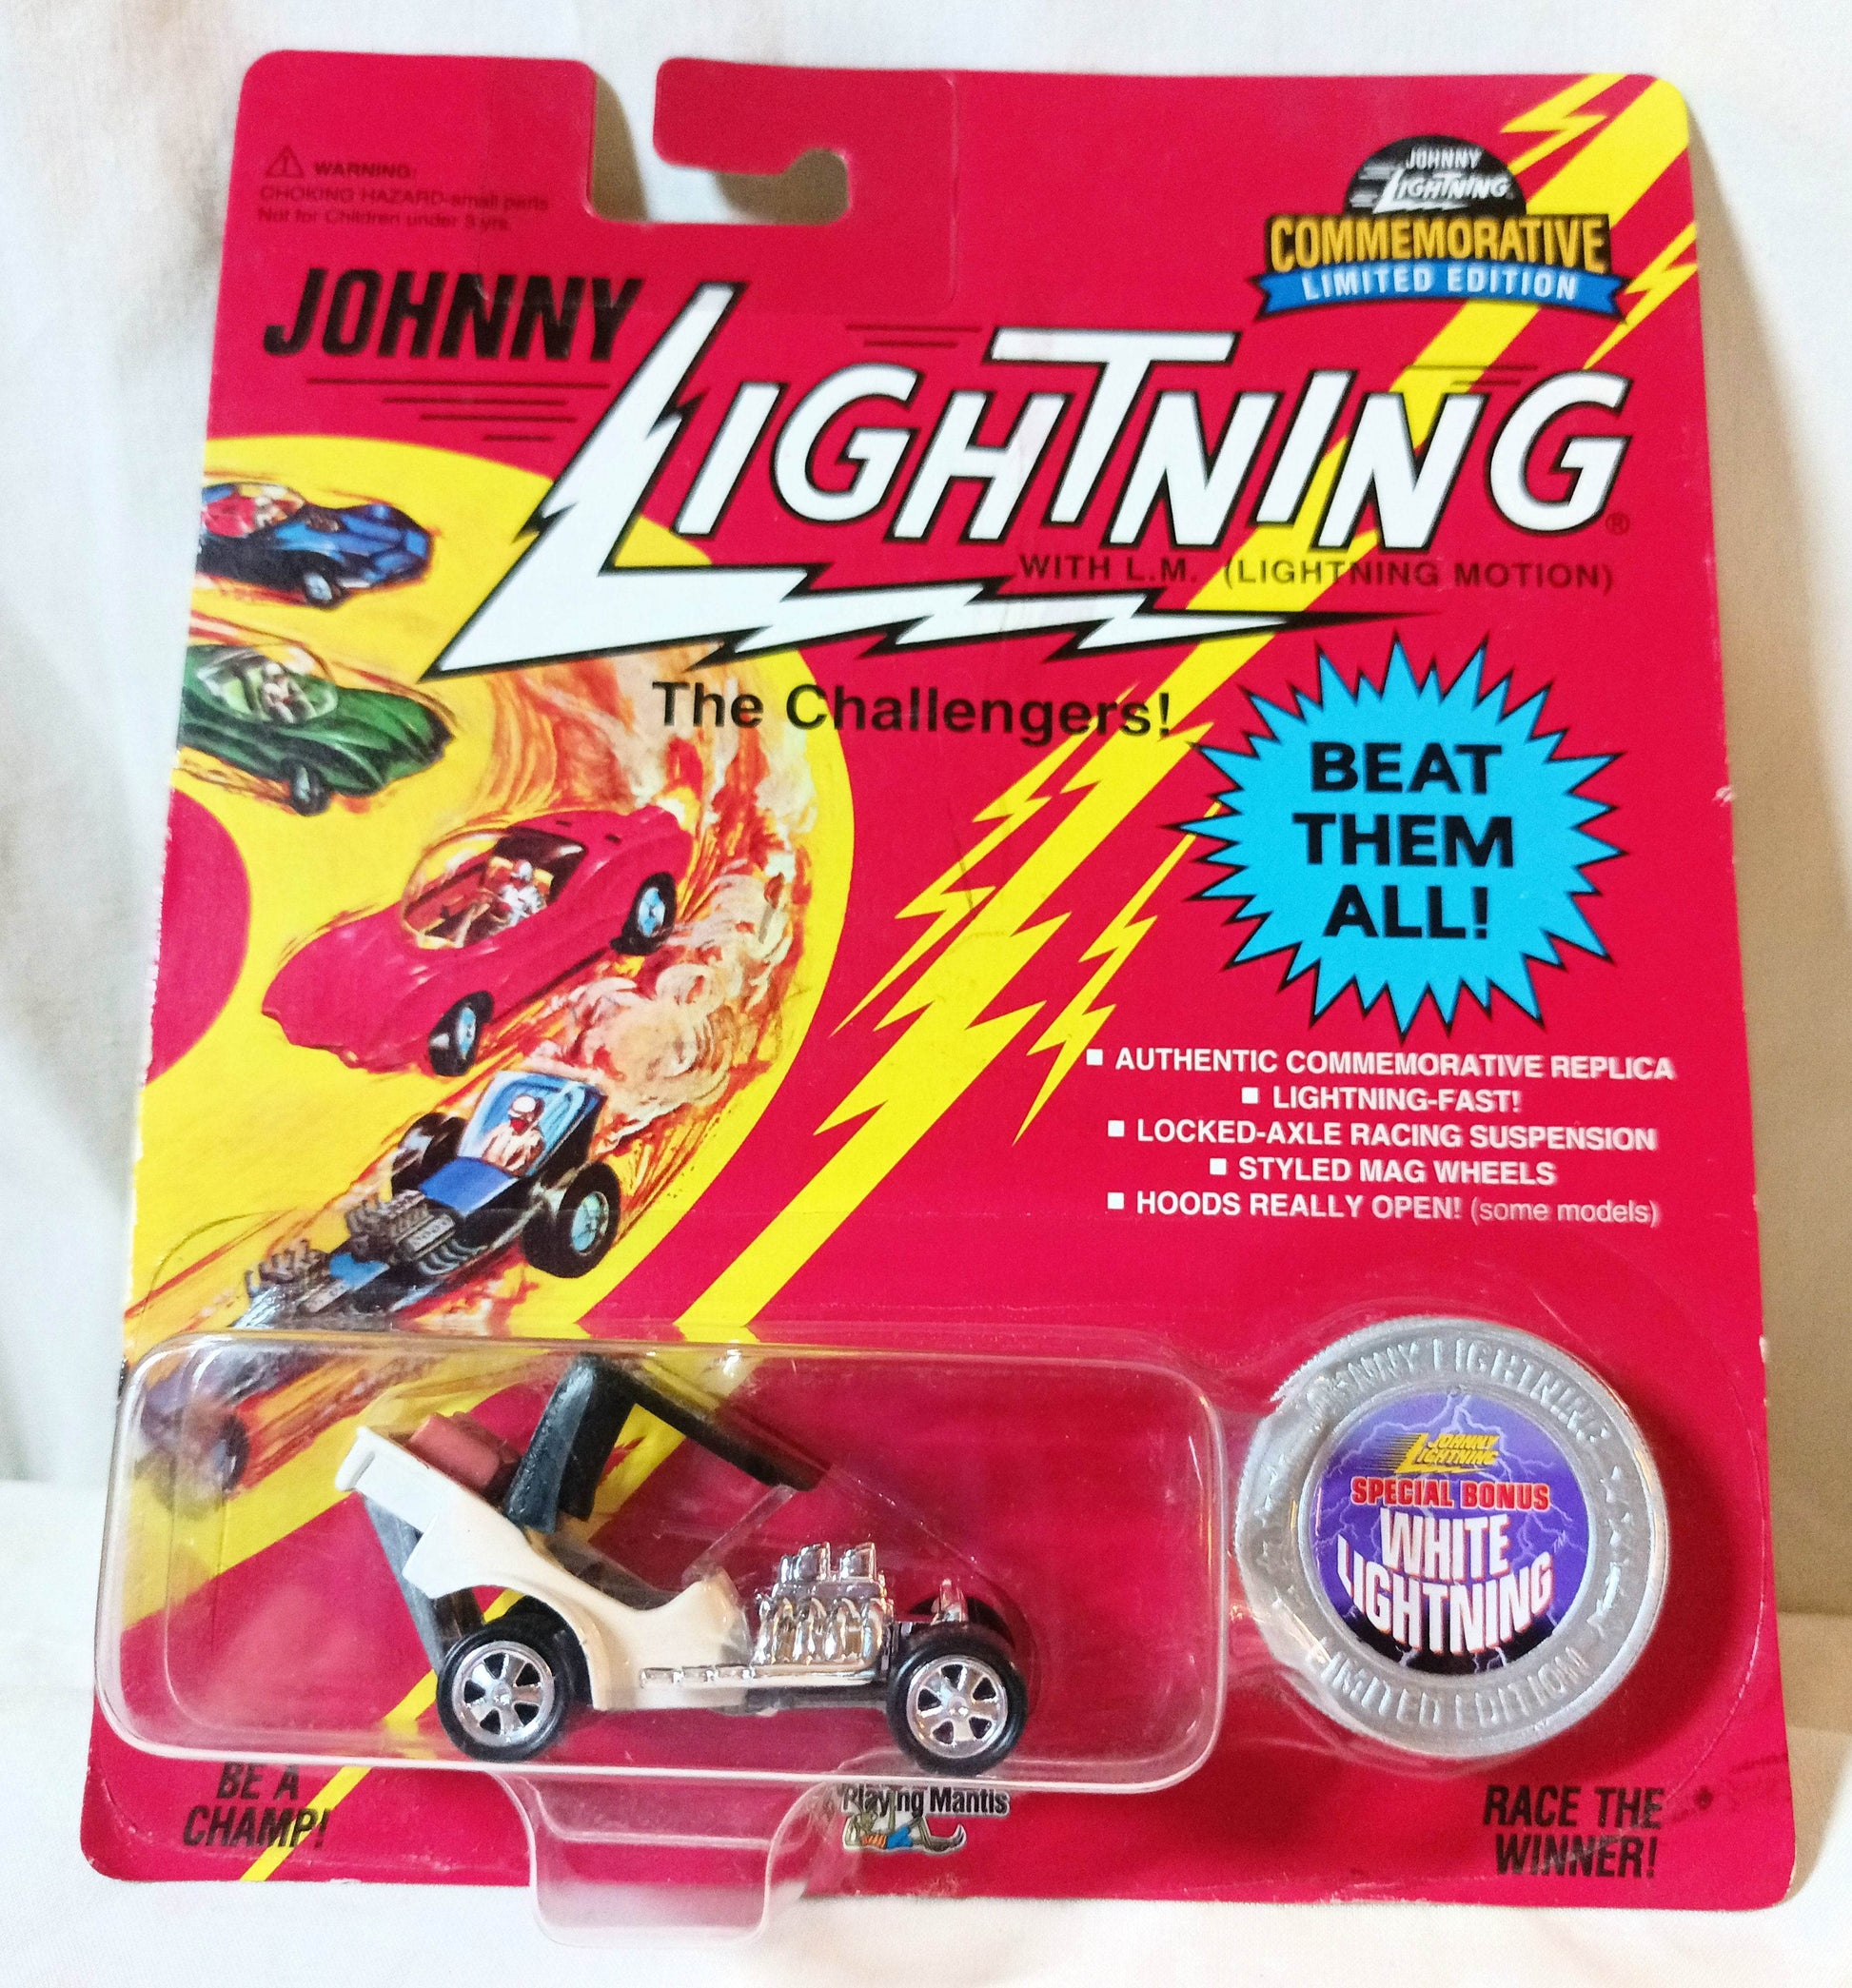 WARNING:
CHOKING HAZARD-small parts
Not for Children under 3 yrs.
JOHNNY
LIGHTNING
COMMEMORATIVE
LIMITED EDITION
JOHNNY
LIGHTNING®
WITH L.M. (LIGHTNING MOTION)
The Challengers!
BEAT
THEM
ALL!
▪ AUTHENTIC COMMEMORATIVE REPLICA
▪ LIGHTNING-FAST!
▪ LOCKED-AXLE RACING SUSPENSION
▪ STYLED MAG WHEELS
▪ HOODS REALLY OPEN! (some models)
JOHNNY LIGHTNING
JOHNNY
LIGHTNING
SPECIAL BONUS
WHITE
LIGHTNING
LIMITED EDITION
BE A
CHAMP!
Playing Mantis
RACE THE
WINNER!